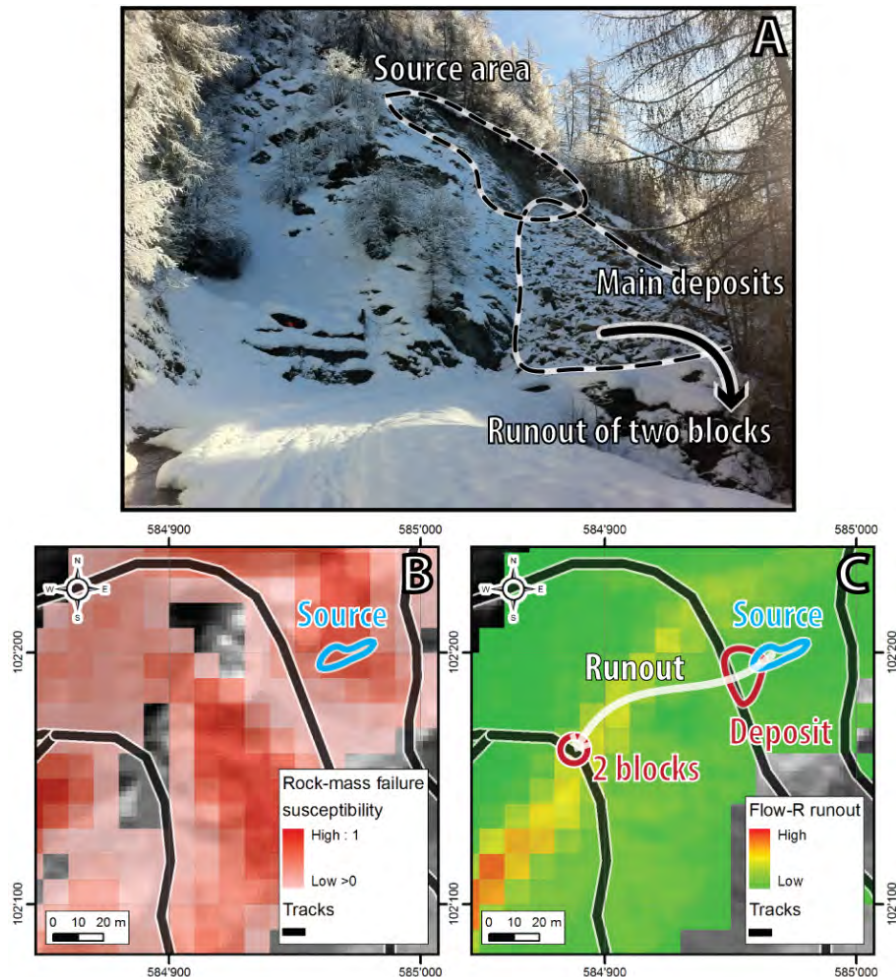 A
Source area
Main deposits
Runout of two blocks
584'900
585'000
B
N
W
E
S
Source
102'200
Rock-mass failure
susceptibility
High : 1
Low >0
Tracks
0 10 20 m
102'100
584'900
585'000
584'900
585'000
C
N
W
E
S
Source
102'200
Runout
Deposit
2 blocks
Flow-R runout
High
Low
Tracks
0 10 20 m
102'100
584'900
585'000